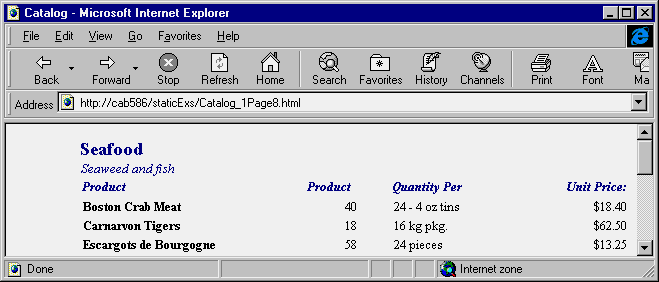 Catalog - Microsoft Internet Explorer
File Edit View Go Favorites Help
Back Forward Stop Refresh Home Search Favorites History Channels Print Font Ma
Address http://cab586/staticExs/Catalog_1Page8.html
Seafood
Seaweed and fish
Product Product Quantity Per Unit Price:
Boston Crab Meat 40 24 - 4 oz tins $18.40
Carnarvon Tigers 18 16 kg pkg. $62.50
Escargots de Bourgogne 58 24 pieces $13.25
Done Internet zone